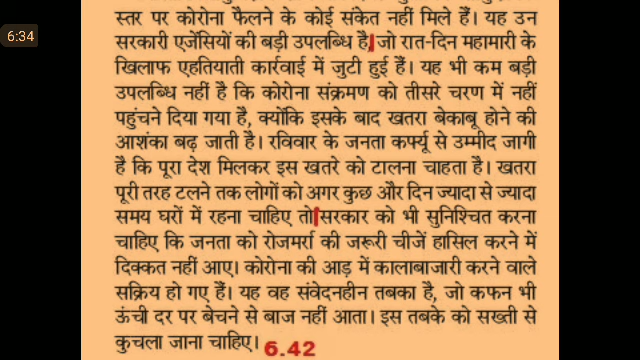 6:34
स्तर पर कोरोना फैलने के कोई संकेत नहीं मिले हैं। यह उन
सरकारी एजेंसियों की बड़ी उपलब्धि है, जो रात-दिन महामारी के
खिलाफ एहतियाती कार्रवाई में जुटी हुई हैं। यह भी कम बड़ी
उपलब्धि नहीं है कि कोरोना संक्रमण को तीसरे चरण में नहीं
पहुंचने दिया गया है, क्योंकि इसके बाद खतरा बेकाबू होने की
आशंका बढ़ जाती है। रविवार के जनता कर्फ्यू से उम्मीद जागी
है कि पूरा देश मिलकर इस खतरे को टालना चाहता है। खतरा
पूरी तरह टलने तक लोगों को अगर कुछ और दिन ज्यादा से ज्यादा
समय घरों में रहना चाहिए तो सरकार को भी सुनिश्चित करना
चाहिए कि जनता को रोजमर्रा की जरूरी चीजें हासिल करने में
दिक्कत नहीं आए। कोरोना की आड़ में कालाबाजारी करने वाले
सक्रिय हो गए हैं। यह वह संवेदनहीन तबका है, जो कफन भी
ऊंची दर पर बेचने से बाज नहीं आता। इस तबके को सख्ती से
कुचला जाना चाहिए। 6.42